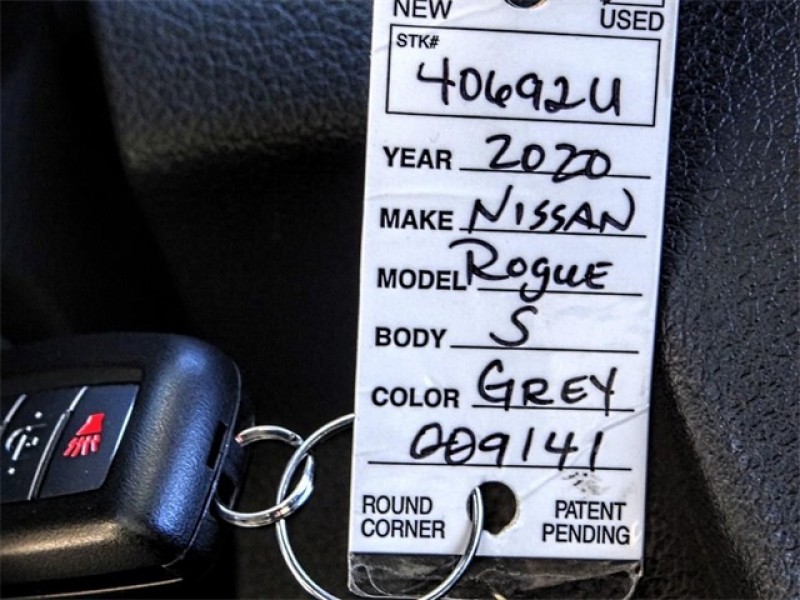 NEW USED
STK#
40692U
YEAR 2020
MAKE NISSAN
MODEL ROGUE
BODY S
COLOR GREY
009141
ROUND CORNER
PATENT PENDING